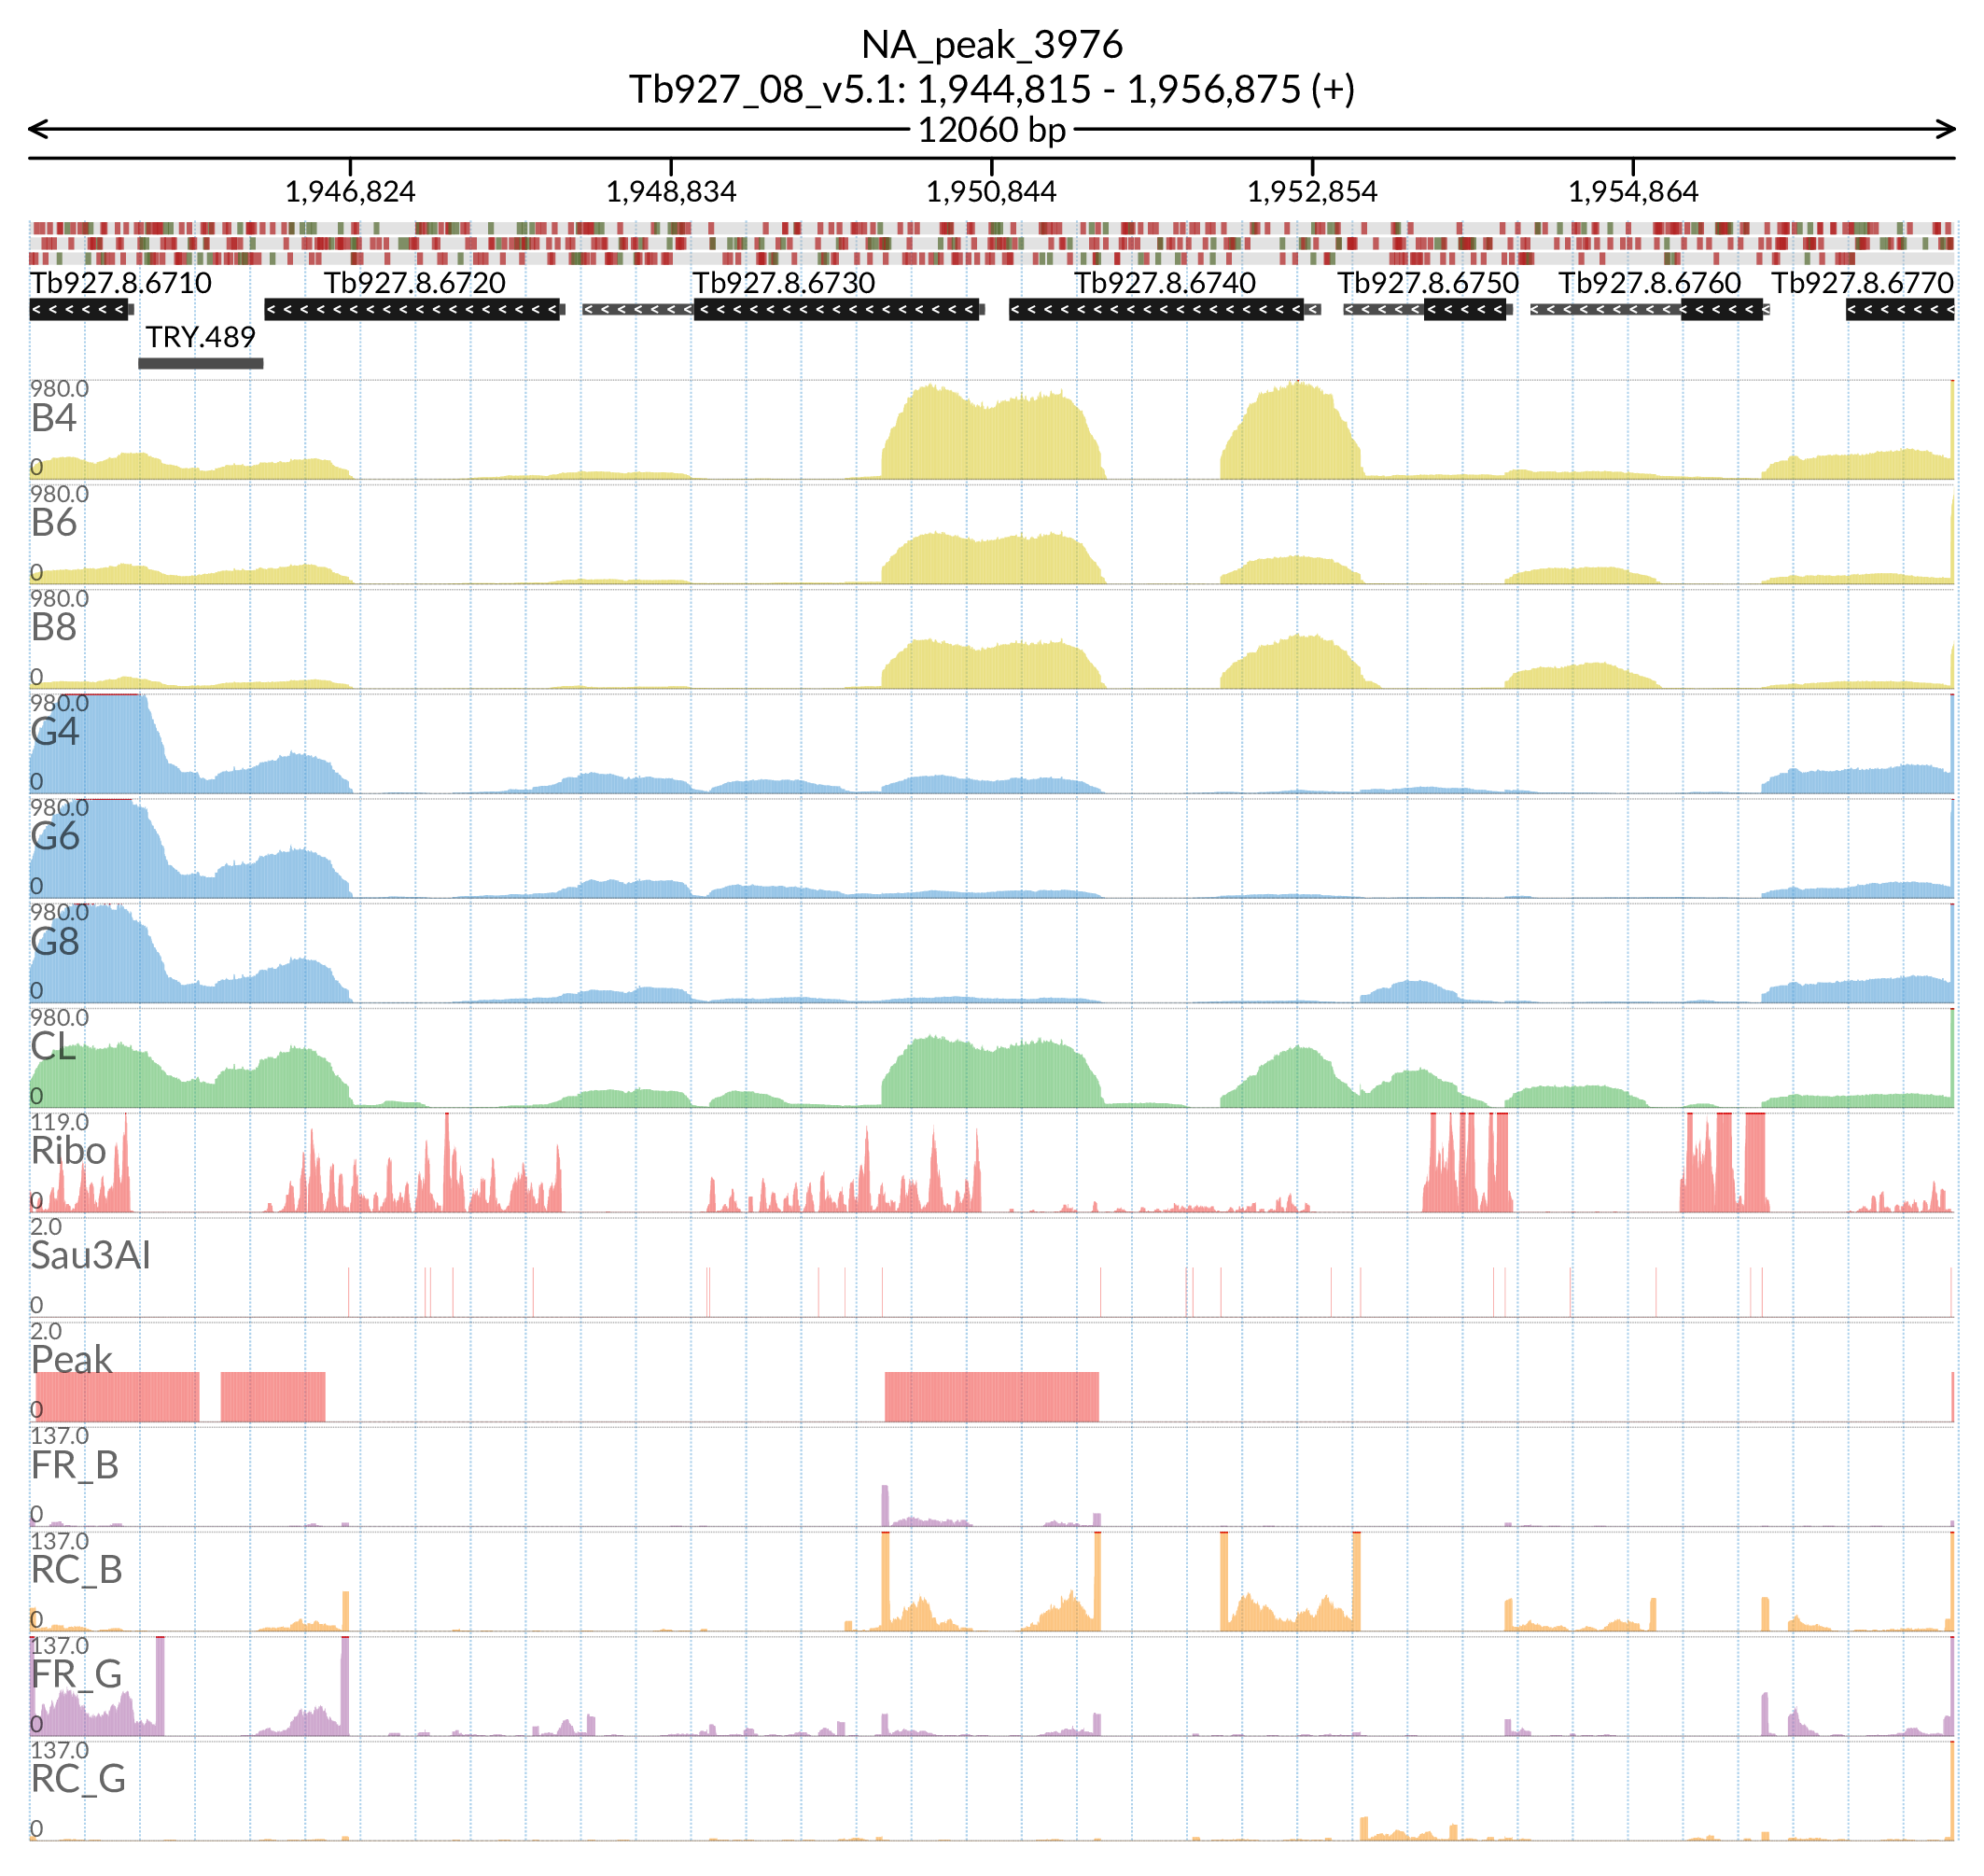 NA_peak_3976
Tb927_08_v5.1: 1,944,815 - 1,956,875 (+)
12060 bp
1,946,824 1,948,834 1,950,844 1,952,854 1,954,864
Tb927.8.6710 Tb927.8.6720 Tb927.8.6730 Tb927.8.6740 Tb927.8.6750 Tb927.8.6760 Tb927.8.6770
TRY.489
980.0
B4
0
980.0
B6
0
980.0
B8
0
980.0
G4
0
980.0
G6
0
980.0
G8
0
980.0
CL
0
119.0
Ribo
0
2.0
Sau3AI
0
2.0
Peak
0
137.0
FR_B
0
137.0
RC_B
0
137.0
FR_G
0
137.0
RC_G
0